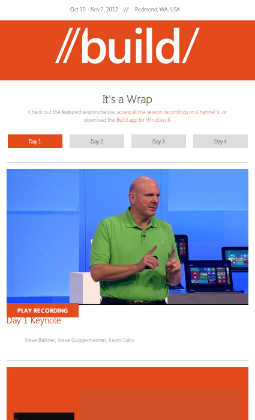 Oct 30 - Nov 2, 2012 // Redmond, WA, USA
//build/
It's a Wrap
Check out the featured sessions below, access all the session recordings on Channel 9, or
download the Build app for Windows 8
Day 1 Day 2 Day 3 Day 4
PLAY RECORDING
Day 1 Keynote
Steve Ballmer, Steve Guggenheimer, Kevin Gallo